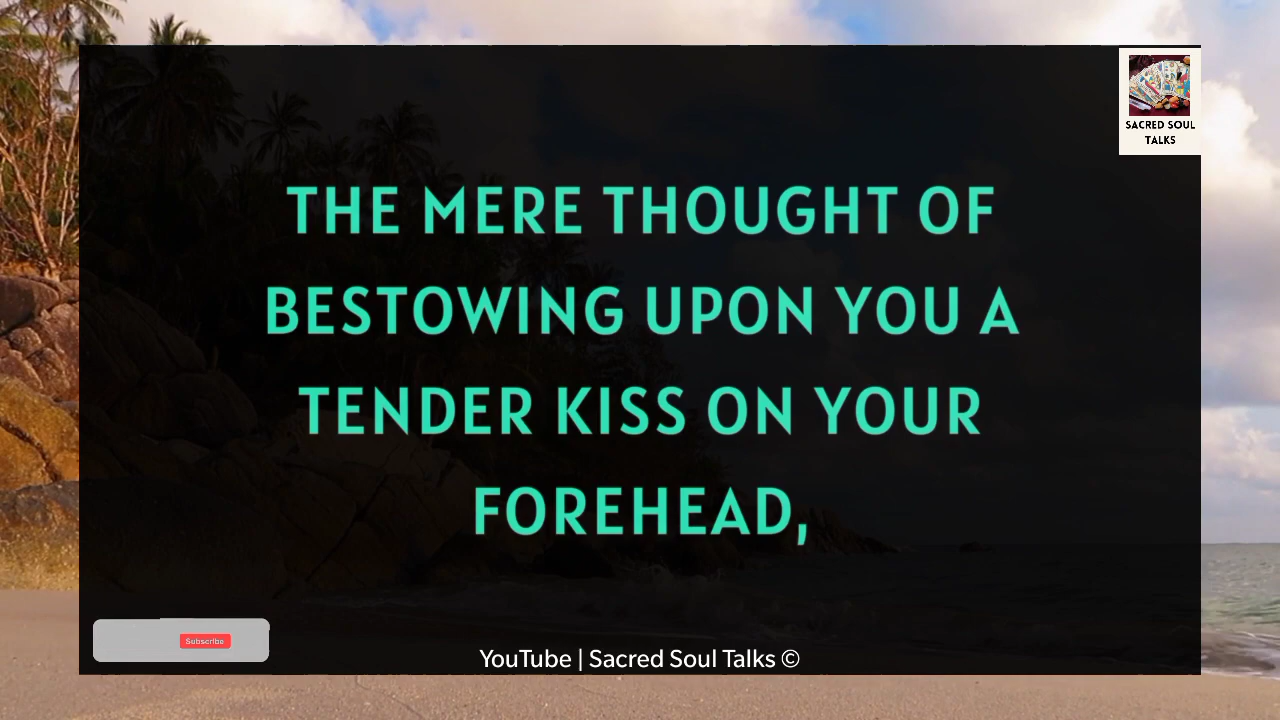 SACRED SOUL
TALKS
THE MERE THOUGHT OF
BESTOWING UPON YOU A
TENDER KISS ON YOUR
FOREHEAD,
Subscribe
YouTube | Sacred Soul Talks ©